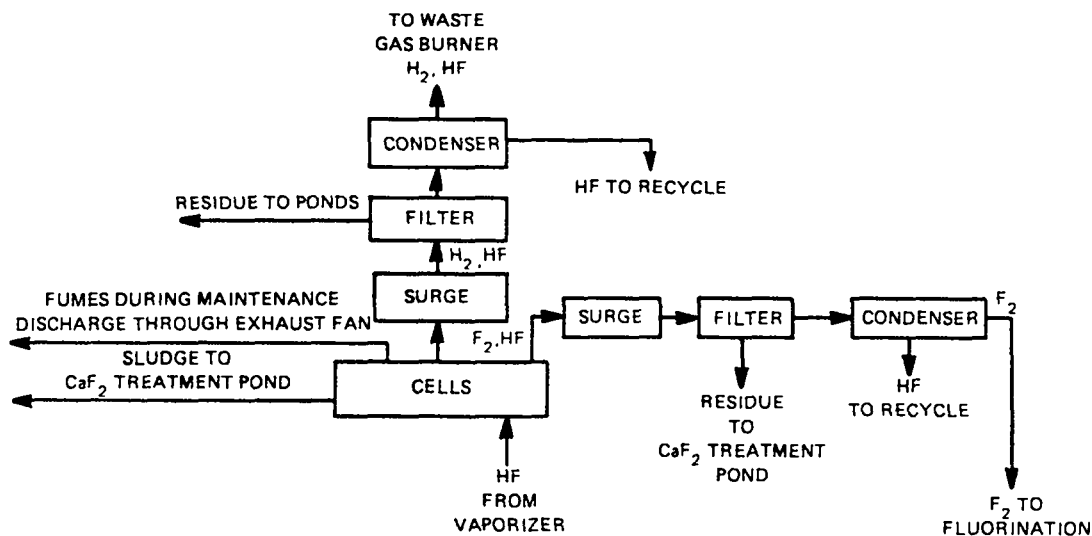 TO WASTE
GAS BURNER
H₂, HF
CONDENSER
HF TO RECYCLE
RESIDUE TO PONDS
FILTER
H₂, HF
SURGE
FUMES DURING MAINTENANCE
DISCHARGE THROUGH EXHAUST FAN
F₂, HF
SURGE
FILTER
CONDENSER
F₂
SLUDGE TO
CaF₂ TREATMENT POND
CELLS
HF
FROM
VAPORIZER
RESIDUE
TO
CaF₂ TREATMENT
POND
HF
TO RECYCLE
F₂ TO
FLUORINATION